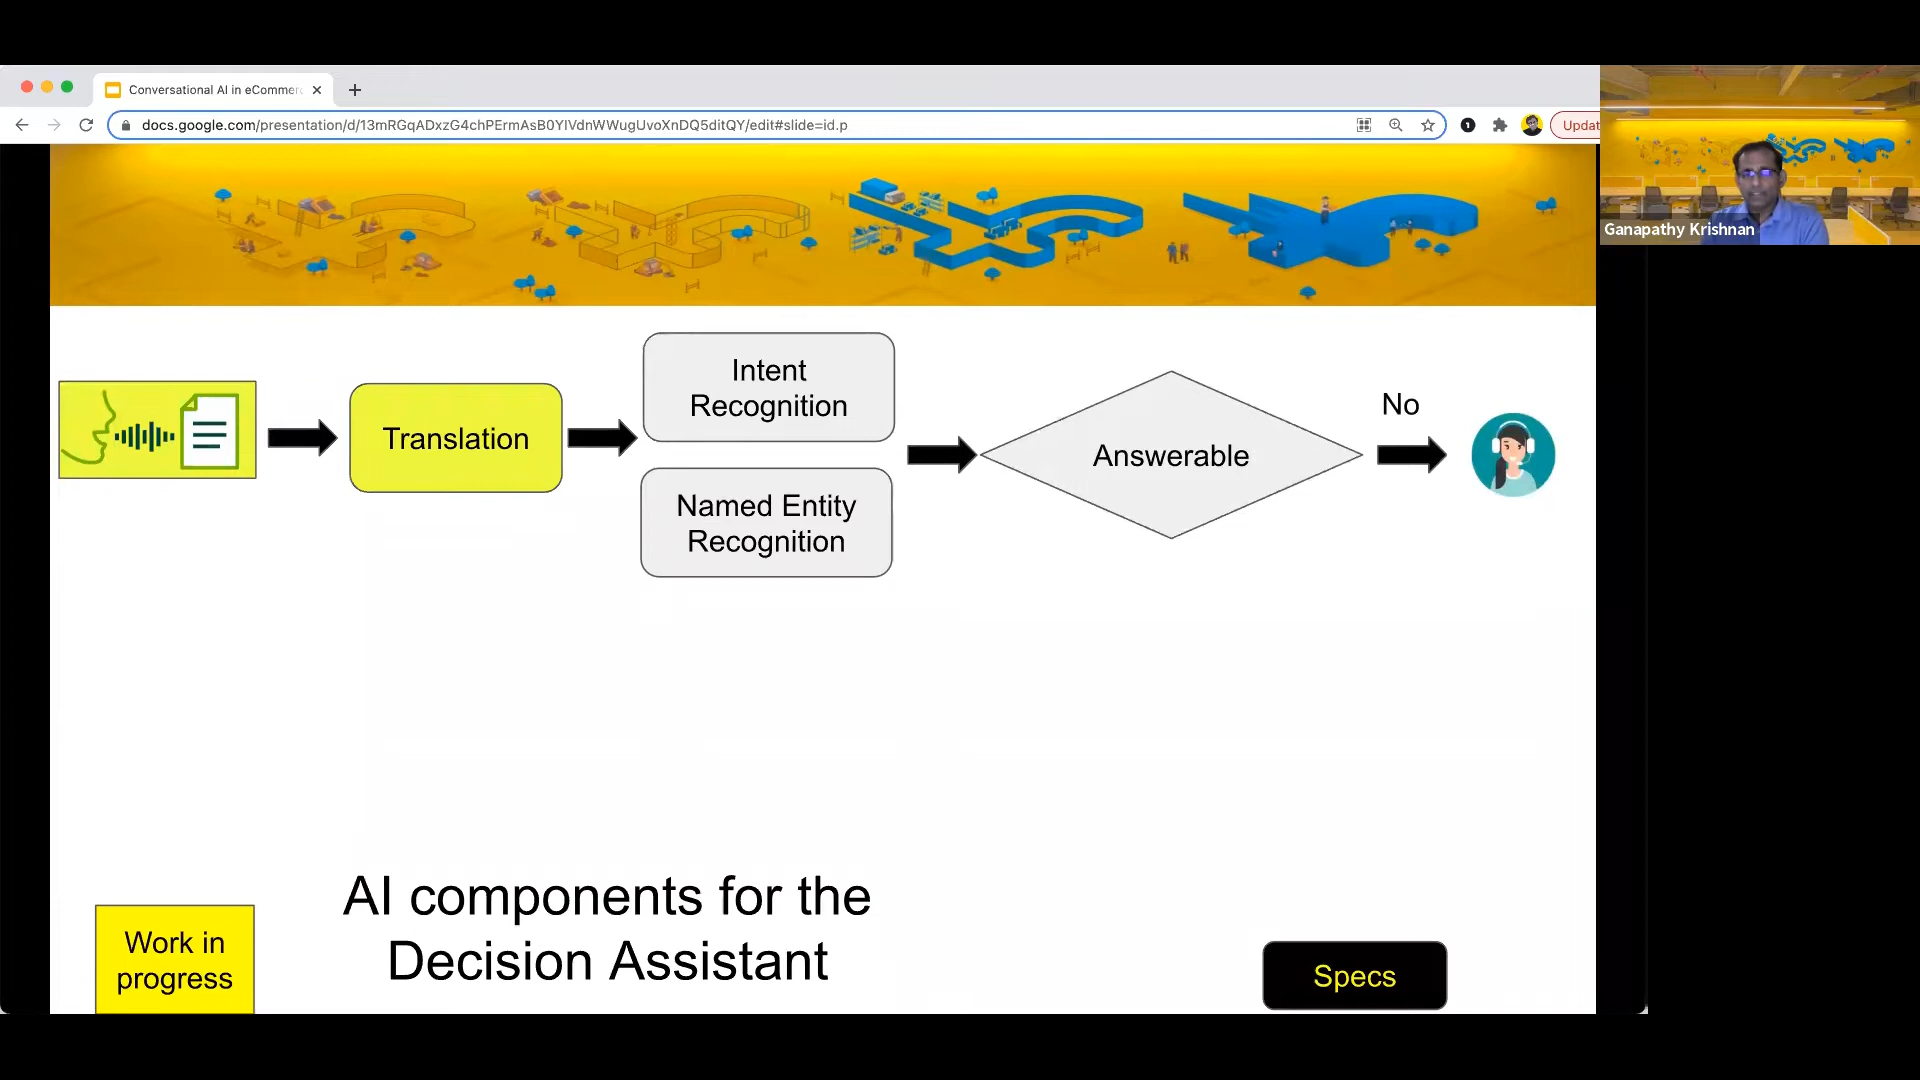 Conversational AI in eCommer
docs.google.com/presentation/d/13mRGqADxzG4chPErmAsB0YIVdnWWugUvoXnDQ5ditQY/edit#slide=id.p
Updat
Ganapathy Krishnan
Intent
Recognition
Translation
Named Entity
Recognition
Answerable
No
AI components for the
Decision Assistant
Work in
progress
Specs